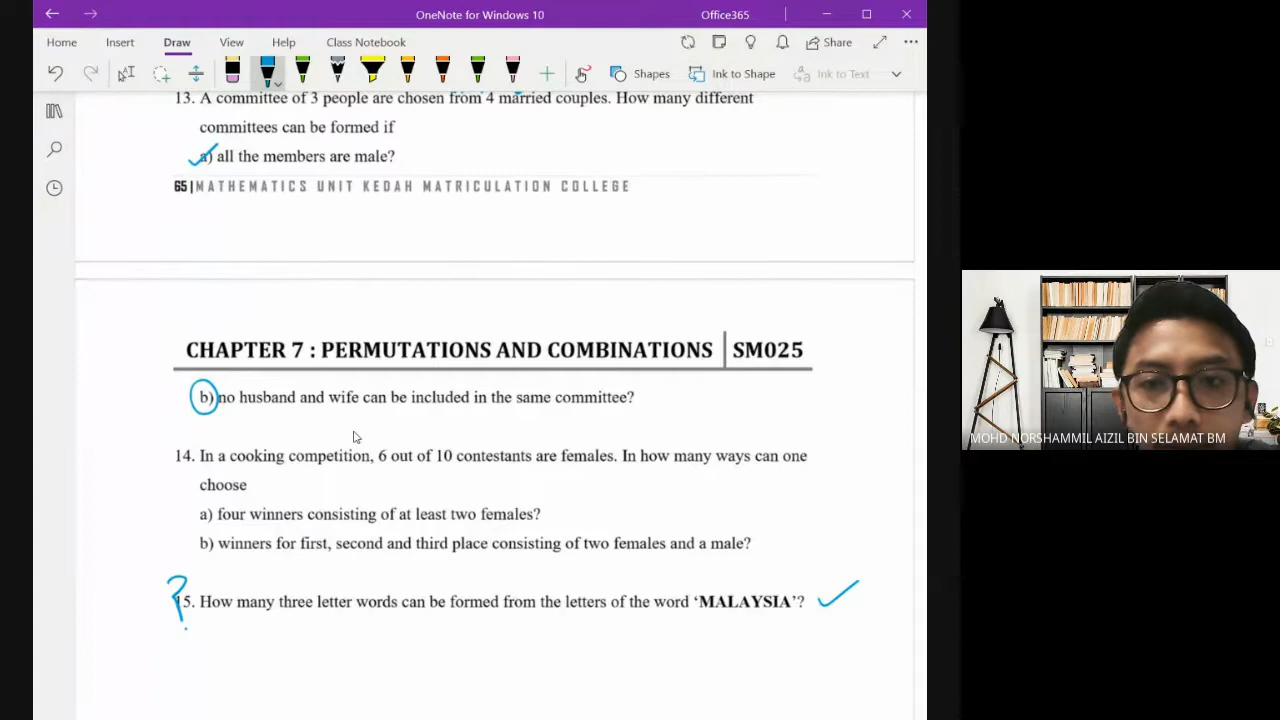 OneNote for Windows 10
Office365
Home Insert Draw View Help Class Notebook
Share
Shapes Ink to Shape Ink to Text
13. A committee of 3 people are chosen from 4 married couples. How many different
committees can be formed if
a) all the members are male?
65|MATHEMATICS UNIT KEDAH MATRICULATION COLLEGE
CHAPTER 7 : PERMUTATIONS AND COMBINATIONS SM025
b) no husband and wife can be included in the same committee?
14. In a cooking competition, 6 out of 10 contestants are females. In how many ways can one
choose
a) four winners consisting of at least two females?
b) winners for first, second and third place consisting of two females and a male?
? 15. How many three letter words can be formed from the letters of the word ‘MALAYSIA’?
MOHD NORSHAMMIL AIZIL BIN SELAMAT BM